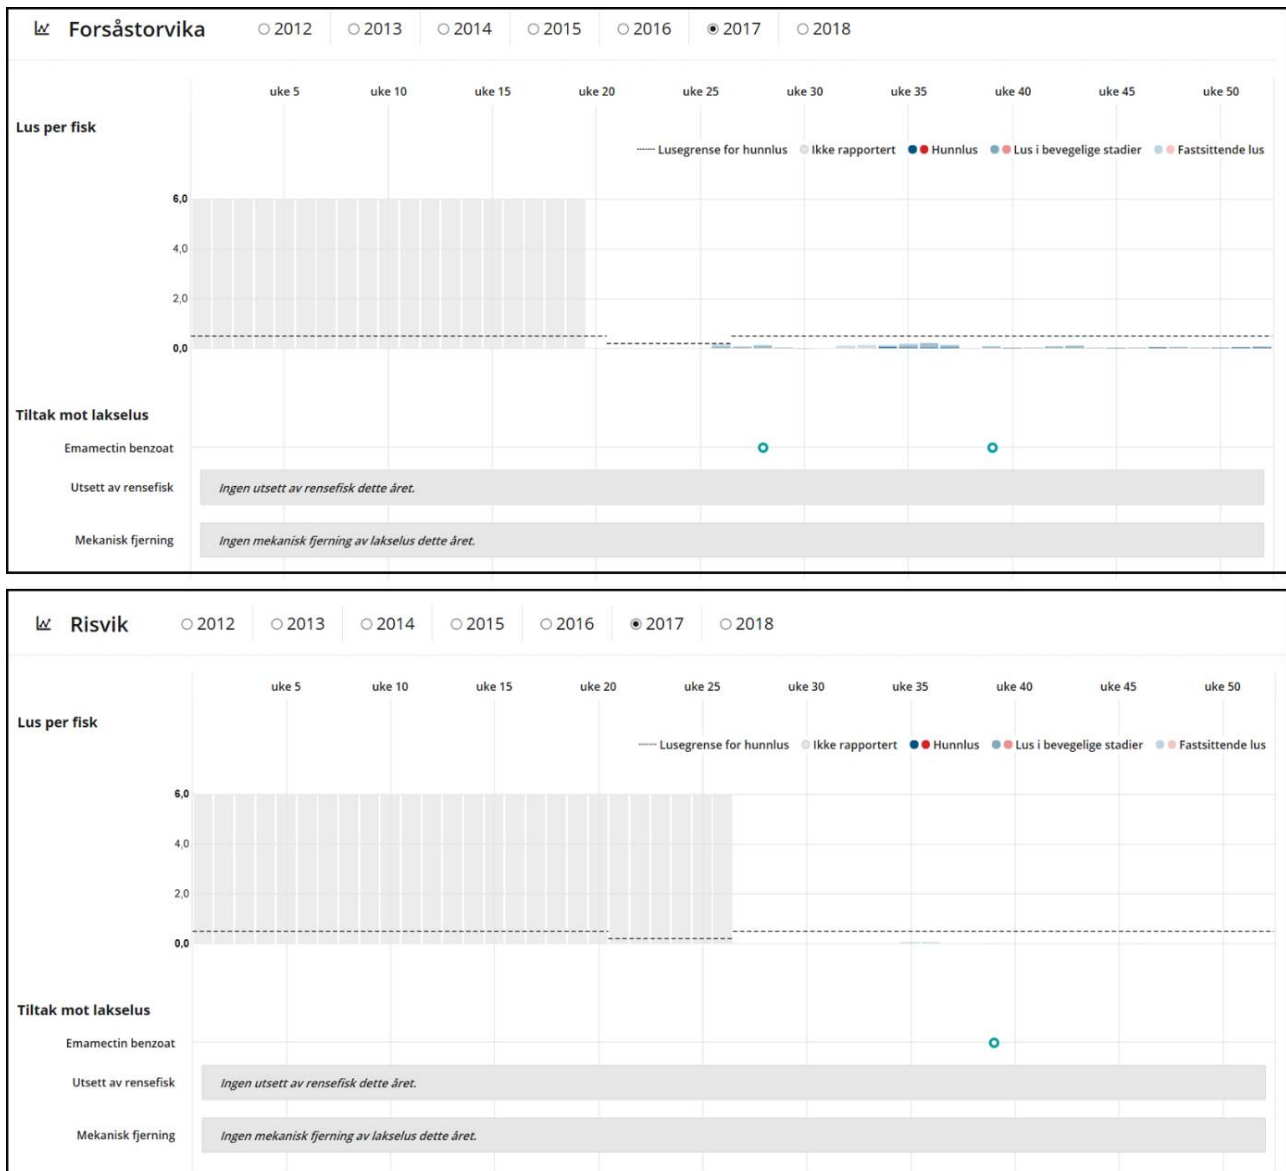 Forsåstorvika 2012 2013 2014 2015 2016 2017 2018
uke 5 uke 10 uke 15 uke 20 uke 25 uke 30 uke 35 uke 40 uke 45 uke 50
Lus per fisk
Lusegrense for hunnlus Ikke rapportert Hunnlus Lus i bevegelige stadier Fastsittende lus
6,0
4,0
2,0
0,0
Tiltak mot lakselus
Emamectin benzoat
Utsett av rensefisk Ingen utsett av rensefisk dette året.
Mekanisk fjerning Ingen mekanisk fjerning av lakselus dette året.
Risvik 2012 2013 2014 2015 2016 2017 2018
uke 5 uke 10 uke 15 uke 20 uke 25 uke 30 uke 35 uke 40 uke 45 uke 50
Lus per fisk
Lusegrense for hunnlus Ikke rapportert Hunnlus Lus i bevegelige stadier Fastsittende lus
6,0
4,0
2,0
0,0
Tiltak mot lakselus
Emamectin benzoat
Utsett av rensefisk Ingen utsett av rensefisk dette året.
Mekanisk fjerning Ingen mekanisk fjerning av lakselus dette året.